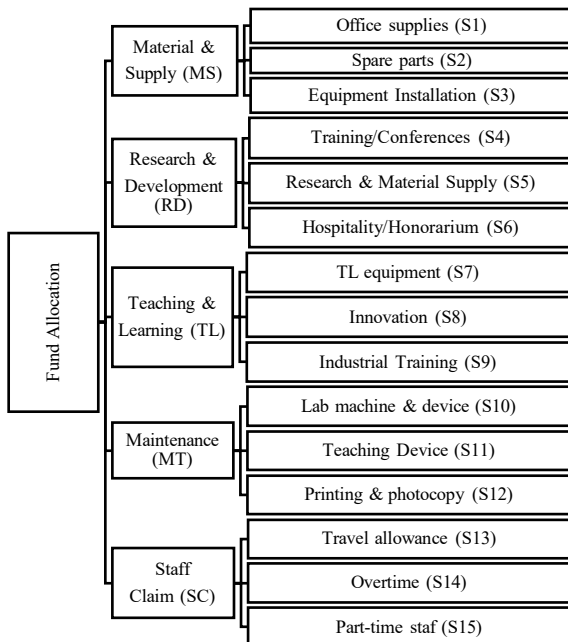 Fund Allocation
Material &
Supply (MS)
Office supplies (S1)
Spare parts (S2)
Equipment Installation (S3)
Research &
Development
(RD)
Training/Conferences (S4)
Research & Material Supply (S5)
Hospitality/Honorarium (S6)
Teaching &
Learning (TL)
TL equipment (S7)
Innovation (S8)
Industrial Training (S9)
Maintenance
(MT)
Lab machine & device (S10)
Teaching Device (S11)
Printing & photocopy (S12)
Staff
Claim (SC)
Travel allowance (S13)
Overtime (S14)
Part-time staf (S15)